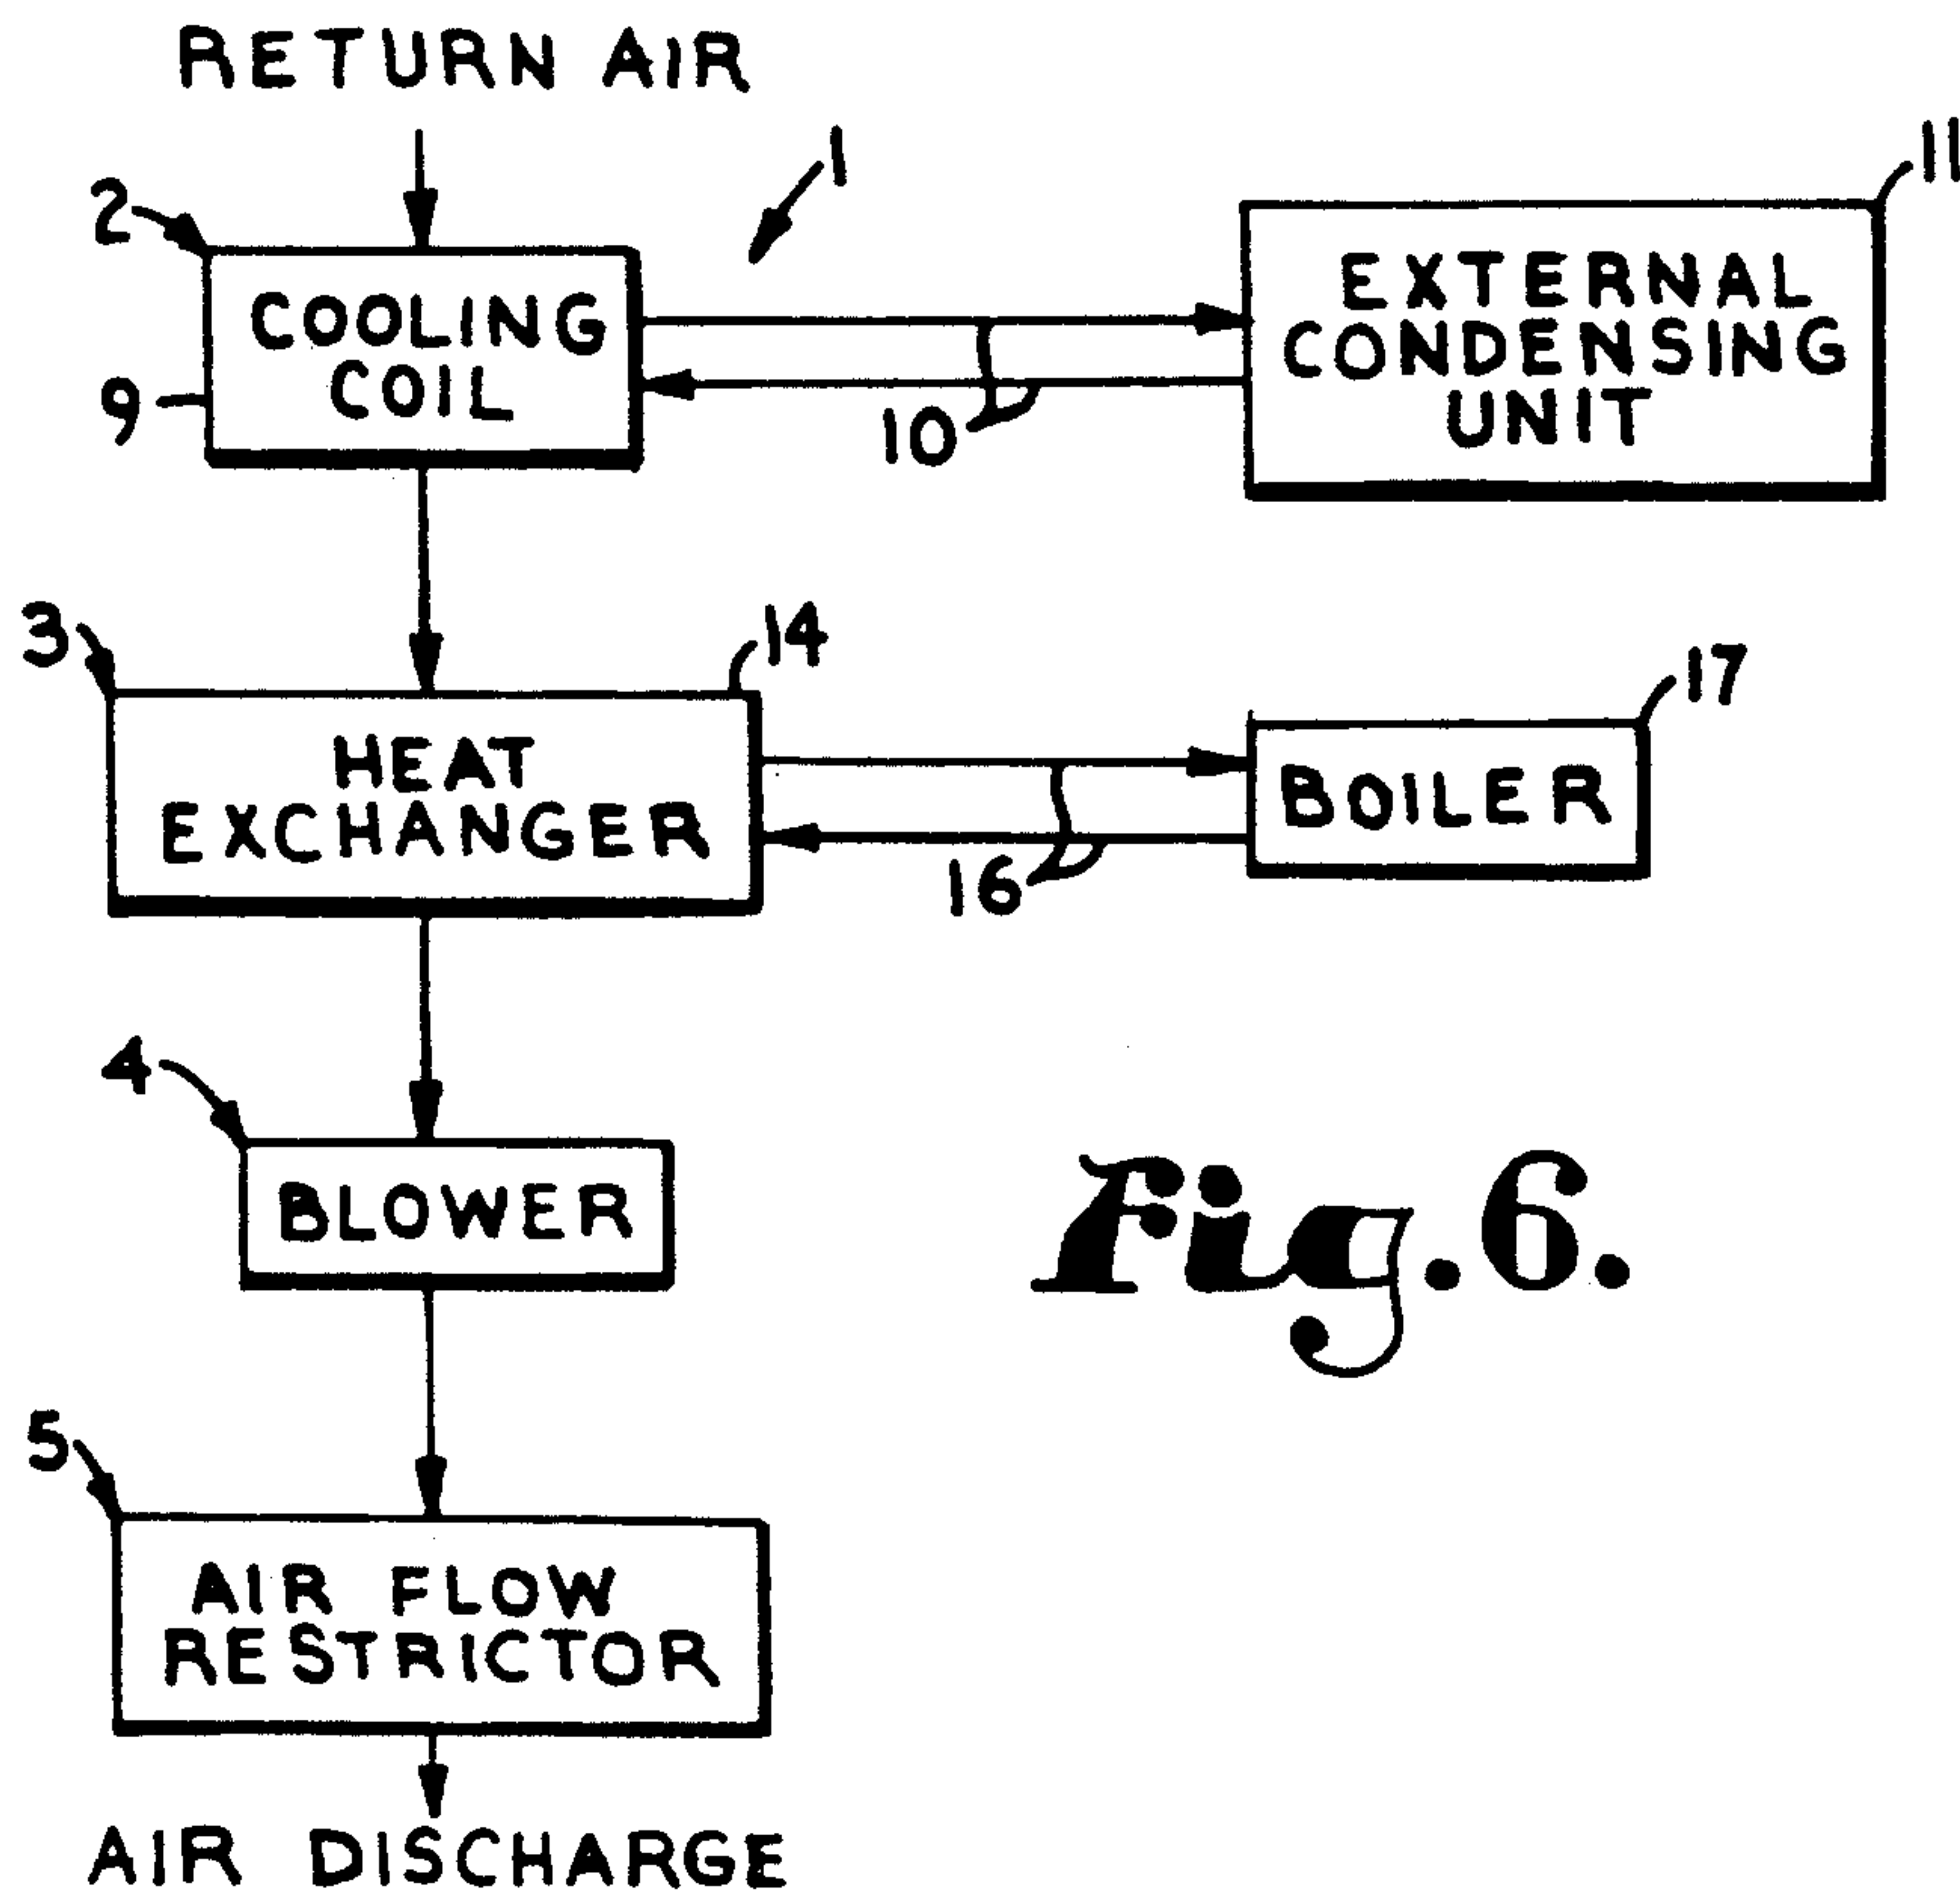 RETURN AIR
1
2
11
COOLING
COIL
9
10
EXTERNAL
CONDENSING
UNIT
3
14
17
HEAT
EXCHANGER
16
BOILER
4
BLOWER
Fig. 6.
5
AIR FLOW
RESTRICTOR
AIR DISCHARGE